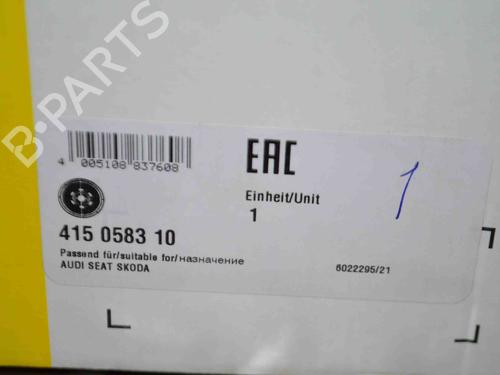 B-PARTS
4 005108 837608
EAC
Einheit/Unit
1
1
415 0583 10
Passend für/suitable for/назначение
AUDI SEAT SKODA
6022295/21